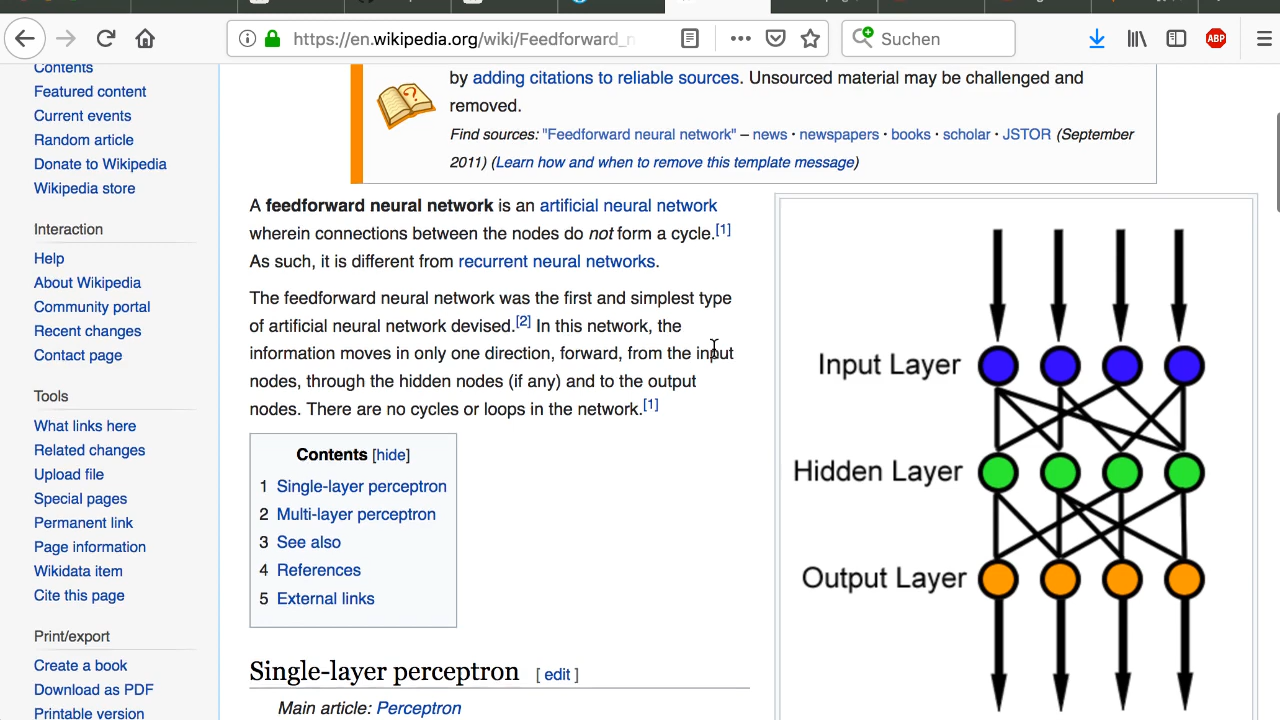 https://en.wikipedia.org/wiki/Feedforward_n
Suchen
ABP
Contents
Featured content
Current events
Random article
Donate to Wikipedia
Wikipedia store
Interaction
Help
About Wikipedia
Community portal
Recent changes
Contact page
Tools
What links here
Related changes
Upload file
Special pages
Permanent link
Page information
Wikidata item
Cite this page
Print/export
Create a book
Download as PDF
Printable version
by adding citations to reliable sources. Unsourced material may be challenged and
removed.
Find sources: "Feedforward neural network" – news · newspapers · books · scholar · JSTOR (September
2011) (Learn how and when to remove this template message)
A feedforward neural network is an artificial neural network
wherein connections between the nodes do not form a cycle.[1]
As such, it is different from recurrent neural networks.
The feedforward neural network was the first and simplest type
of artificial neural network devised.[2] In this network, the
information moves in only one direction, forward, from the input
nodes, through the hidden nodes (if any) and to the output
nodes. There are no cycles or loops in the network.[1]
Contents [hide]
1 Single-layer perceptron
2 Multi-layer perceptron
3 See also
4 References
5 External links
Single-layer perceptron [ edit ]
Main article: Perceptron
Input Layer
Hidden Layer
Output Layer